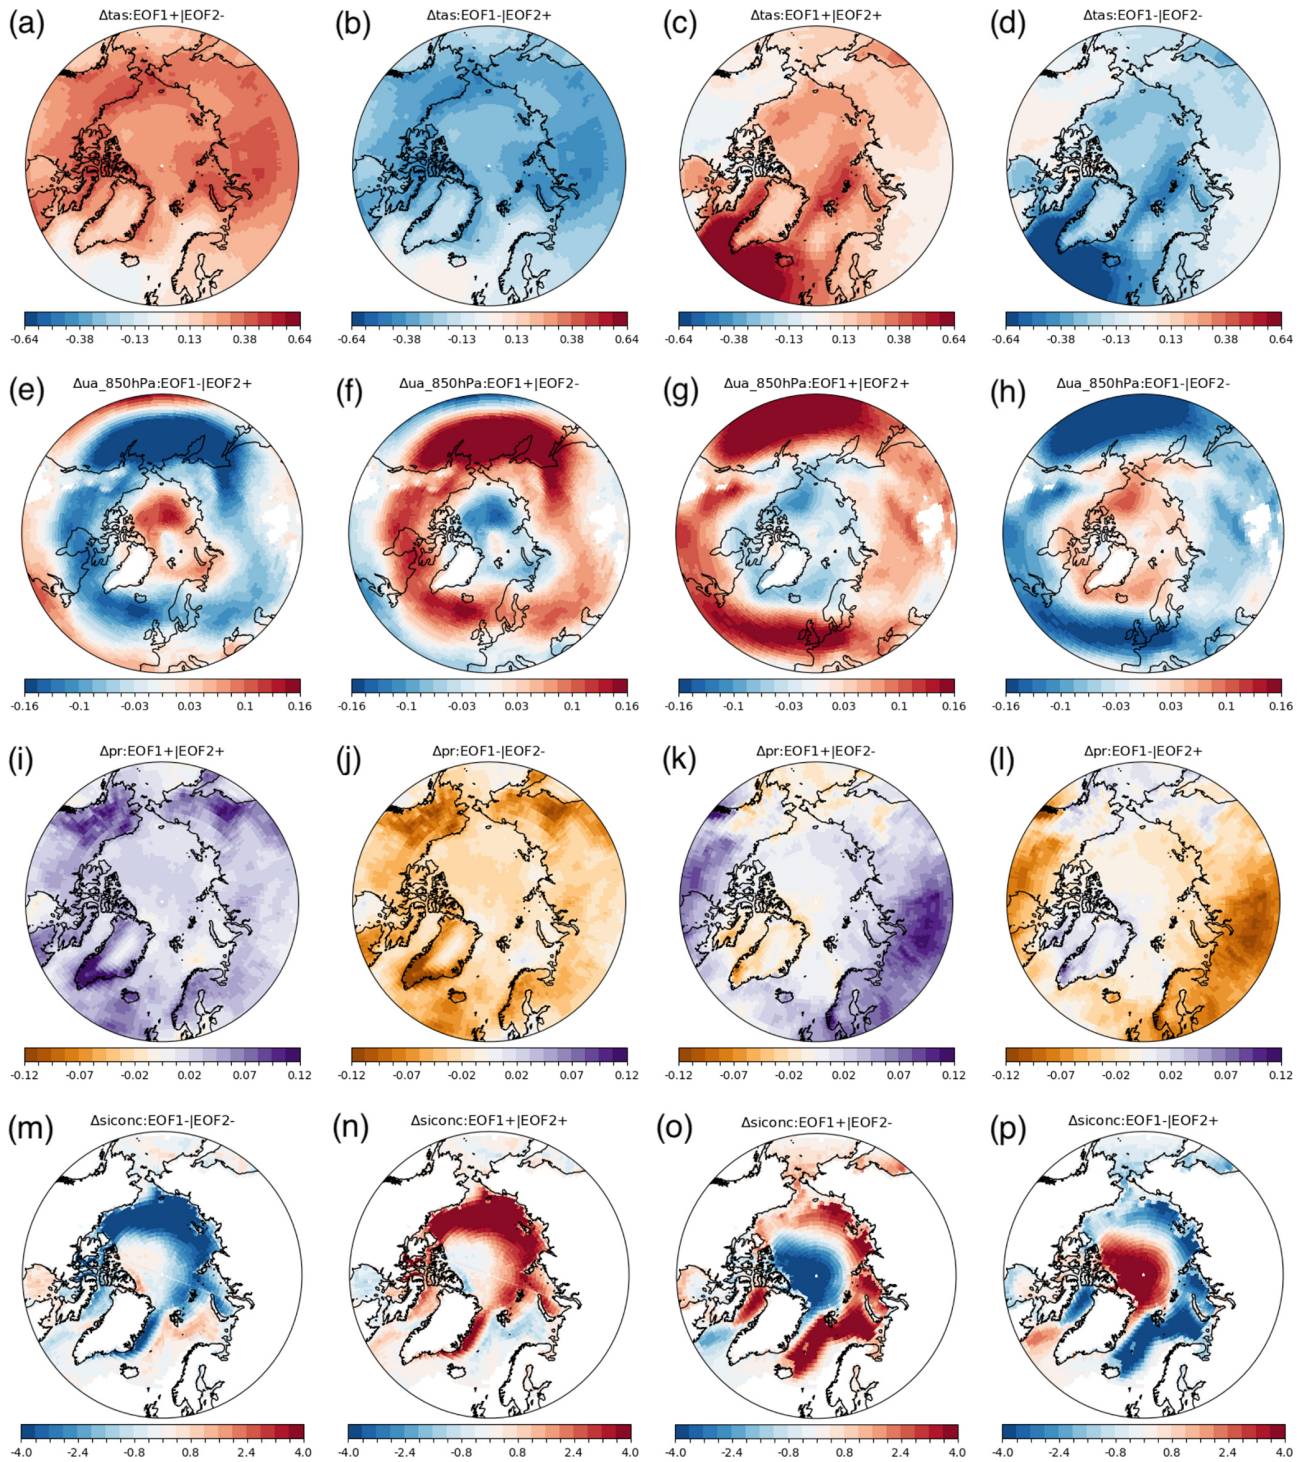 (a) Δtas:EOF1+|EOF2-
(b) Δtas:EOF1-|EOF2+
(c) Δtas:EOF1+|EOF2+
(d) Δtas:EOF1-|EOF2-
-0.64 -0.38 -0.13 0.13 0.38 0.64
-0.64 -0.38 -0.13 0.13 0.38 0.64
-0.64 -0.38 -0.13 0.13 0.38 0.64
-0.64 -0.38 -0.13 0.13 0.38 0.64
(e) Δua_850hPa:EOF1-|EOF2+
(f) Δua_850hPa:EOF1+|EOF2-
(g) Δua_850hPa:EOF1+|EOF2+
(h) Δua_850hPa:EOF1-|EOF2-
-0.16 -0.1 -0.03 0.03 0.1 0.16
-0.16 -0.1 -0.03 0.03 0.1 0.16
-0.16 -0.1 -0.03 0.03 0.1 0.16
-0.16 -0.1 -0.03 0.03 0.1 0.16
(i) Δpr:EOF1+|EOF2+
(j) Δpr:EOF1-|EOF2-
(k) Δpr:EOF1+|EOF2-
(l) Δpr:EOF1-|EOF2+
-0.12 -0.07 -0.02 0.02 0.07 0.12
-0.12 -0.07 -0.02 0.02 0.07 0.12
-0.12 -0.07 -0.02 0.02 0.07 0.12
-0.12 -0.07 -0.02 0.02 0.07 0.12
(m) Δsiconc:EOF1-|EOF2-
(n) Δsiconc:EOF1+|EOF2+
(o) Δsiconc:EOF1+|EOF2-
(p) Δsiconc:EOF1-|EOF2+
-4.0 -2.4 -0.8 0.8 2.4 4.0
-4.0 -2.4 -0.8 0.8 2.4 4.0
-4.0 -2.4 -0.8 0.8 2.4 4.0
-4.0 -2.4 -0.8 0.8 2.4 4.0